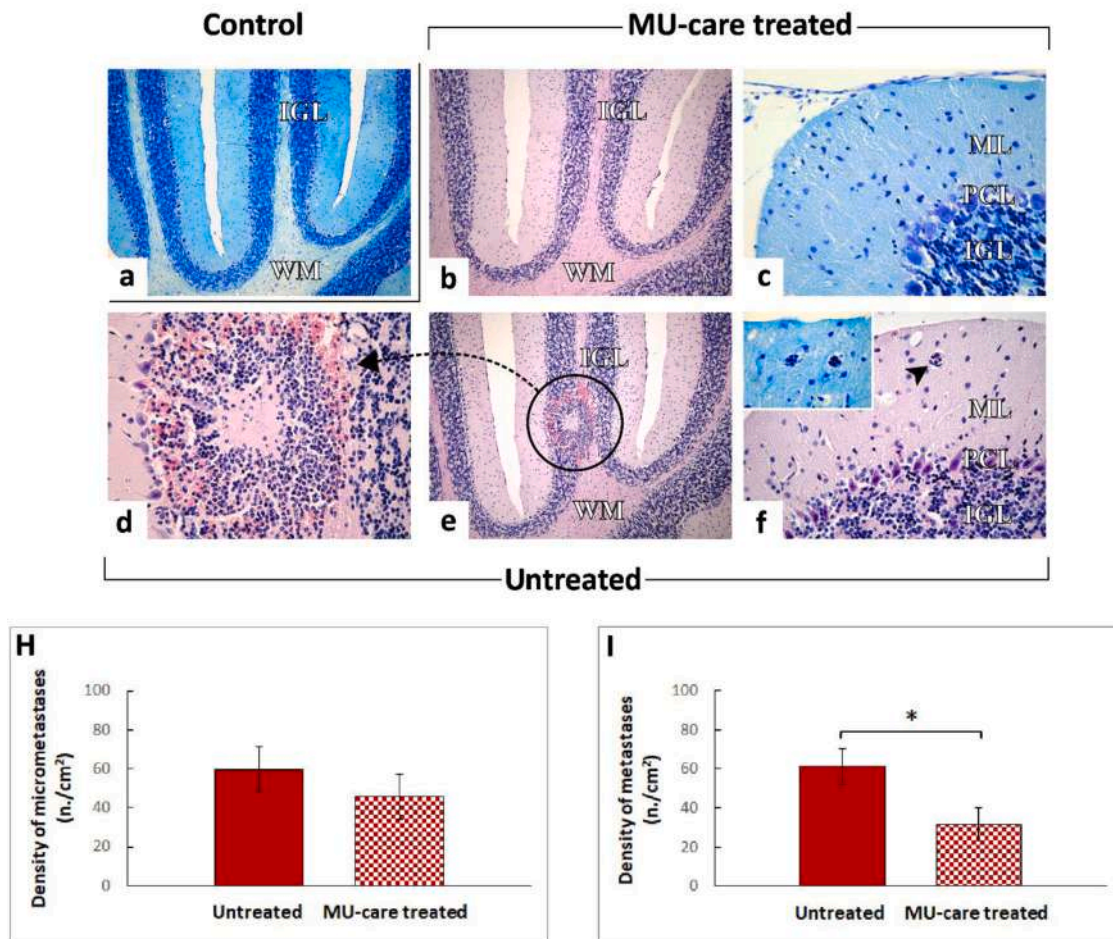 Control
MU-care treated
IGL
WM
a
IGL
WM
b
ML
PCL
IGL
c
d
IGL
WM
e
ML
PCL
IGL
f
Untreated
H
Density of micrometastases
(n./cm²)
100
80
60
40
20
0
Untreated
MU-care treated
I
Density of metastases
(n./cm²)
100
80
60
40
20
0
*
Untreated
MU-care treated